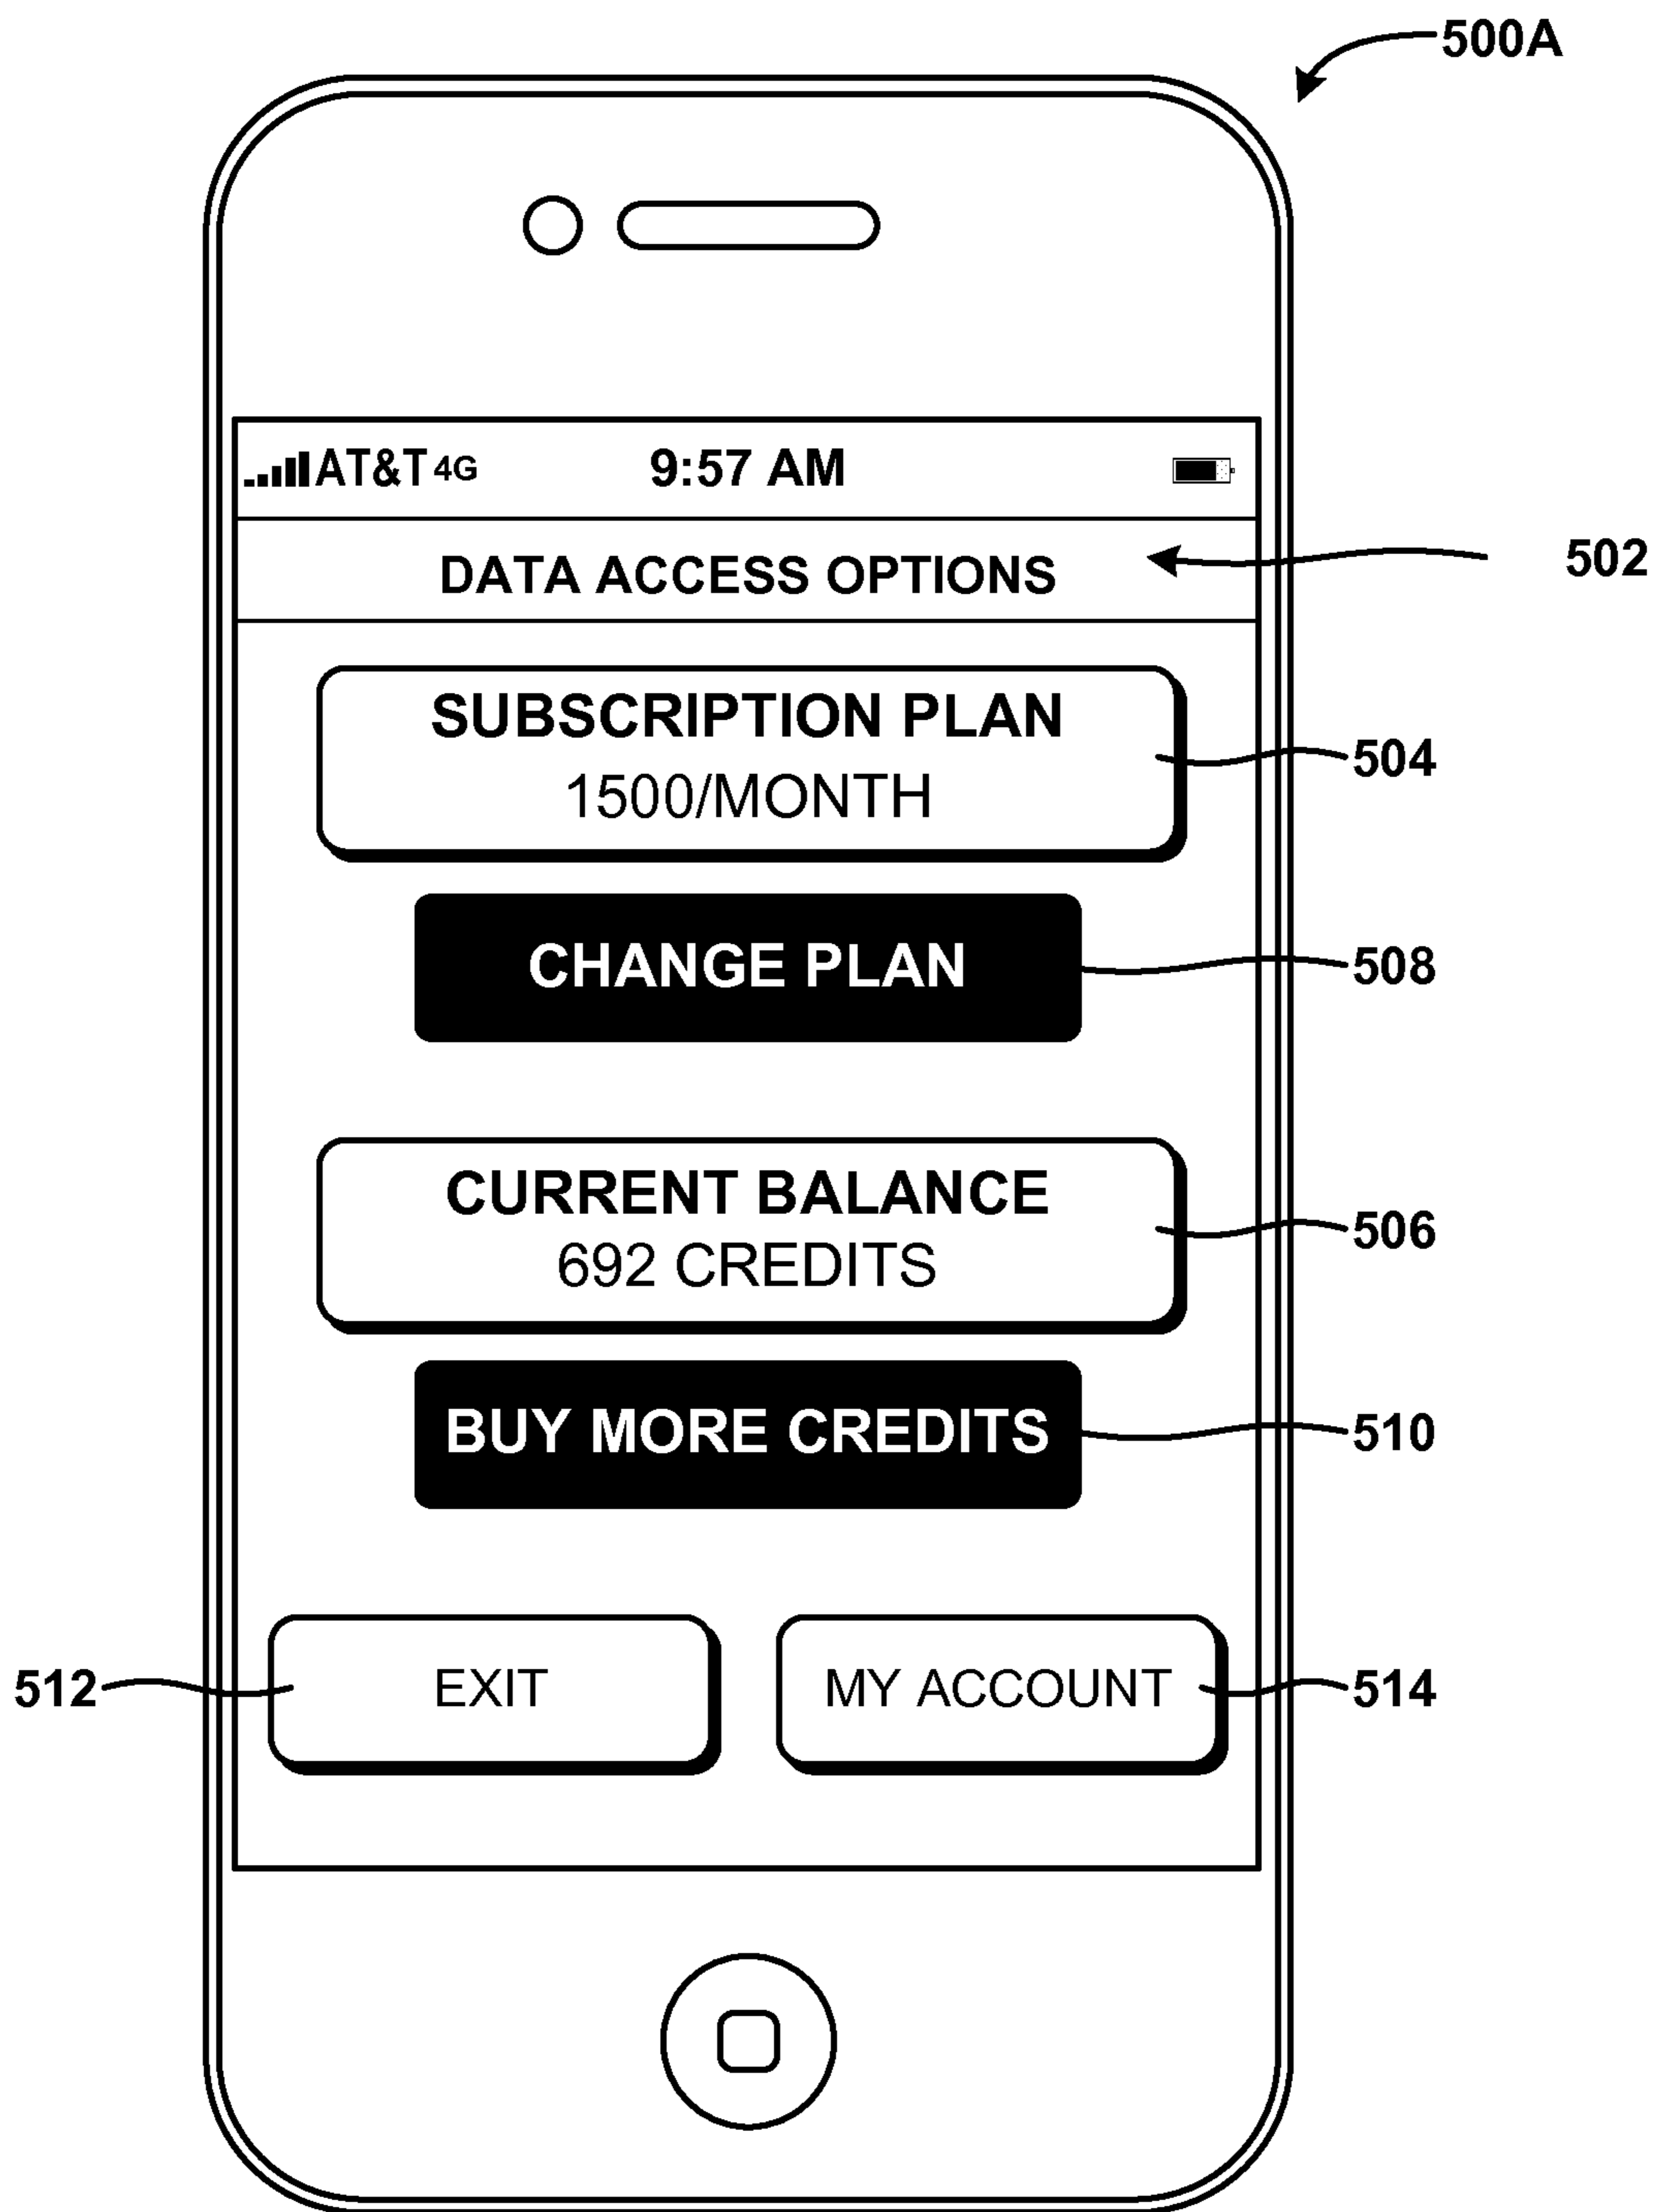 500A
AT&T 4G 9:57 AM
DATA ACCESS OPTIONS
502
SUBSCRIPTION PLAN
1500/MONTH
504
CHANGE PLAN
508
CURRENT BALANCE
692 CREDITS
506
BUY MORE CREDITS
510
512
EXIT
MY ACCOUNT
514